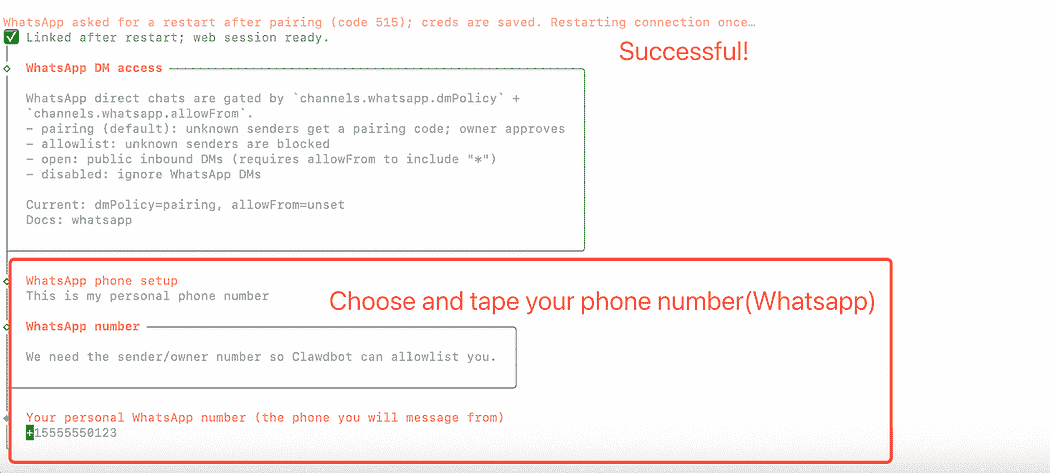 WhatsApp asked for a restart after pairing (code 515); creds are saved. Restarting connection once…
✅ Linked after restart; web session ready.
Successful!
WhatsApp DM access
WhatsApp direct chats are gated by `channels.whatsapp.dmPolicy` +
`channels.whatsapp.allowFrom`.
- pairing (default): unknown senders get a pairing code; owner approves
- allowlist: unknown senders are blocked
- open: public inbound DMs (requires allowFrom to include "*")
- disabled: ignore WhatsApp DMs
Current: dmPolicy=pairing, allowFrom=unset
Docs: whatsapp
WhatsApp phone setup
This is my personal phone number
Choose and tape your phone number(Whatsapp)
WhatsApp number
We need the sender/owner number so Clawdbot can allowlist you.
Your personal WhatsApp number (the phone you will message from)
+15555550123